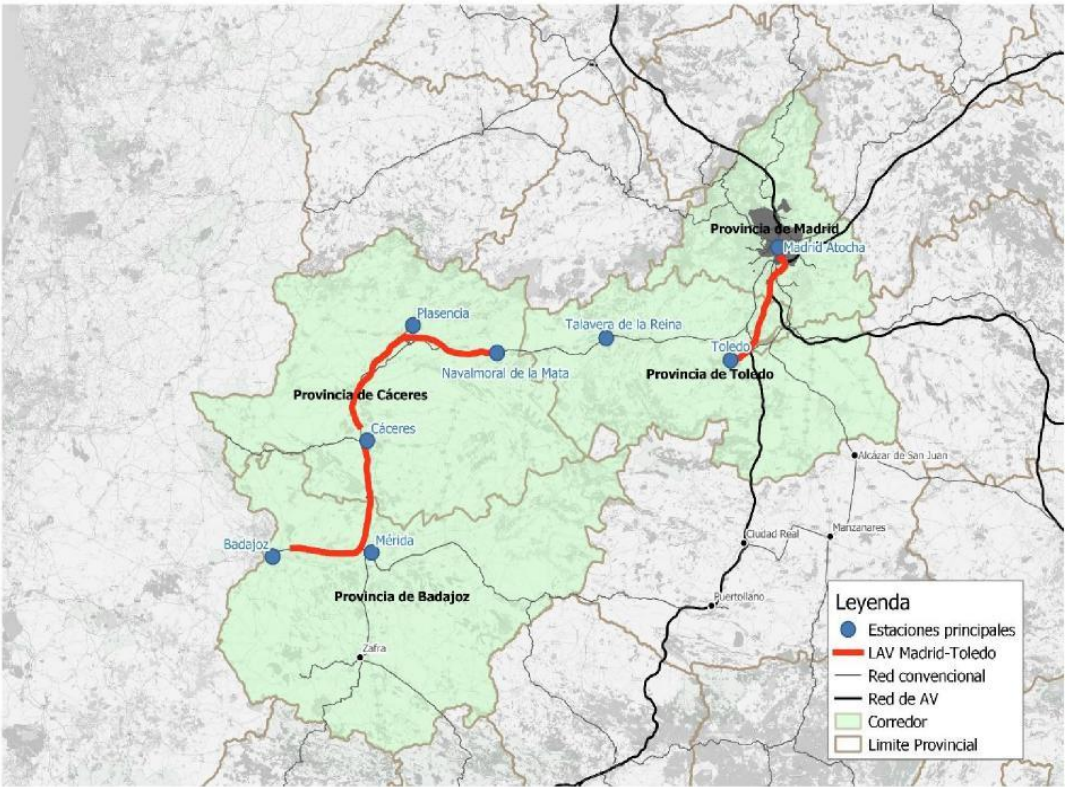 Provincia de Madrid
Madrid Atocha
Plasencia
Talavera de la Reina
Toledo
Navalmoral de la Mata
Provincia de Toledo
Provincia de Cáceres
Cáceres
Alcázar de San Juan
Manzanares
Ciudad Real
Badajoz
Mérida
Provincia de Badajoz
Puertollano
Zafra
Leyenda
Estaciones principales
LAV Madrid-Toledo
Red convencional
Red de AV
Corredor
Limite Provincial